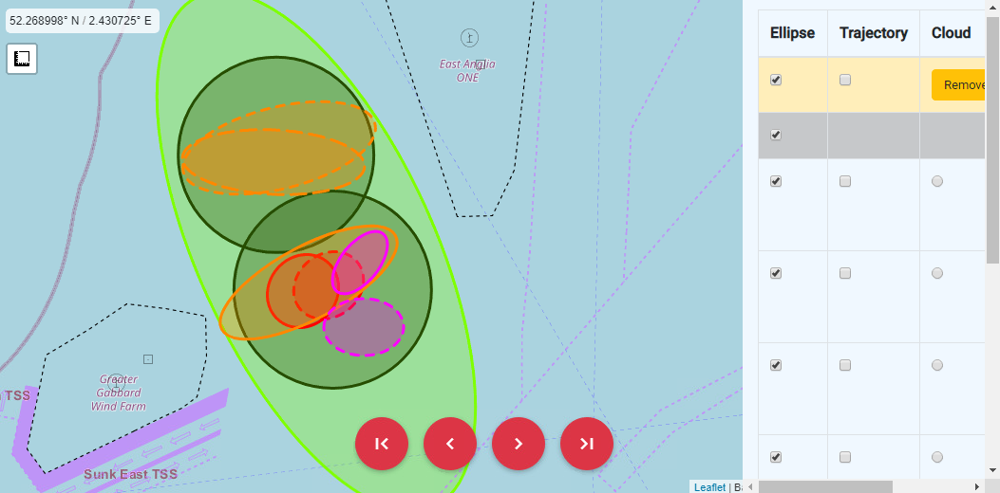 52.268998° N / 2.430725° E
East Anglia
ONE
Greater
Gabbard
Wind Farm
TSS
Sunk East TSS
Leaflet | Ba
Ellipse Trajectory Cloud
Remove